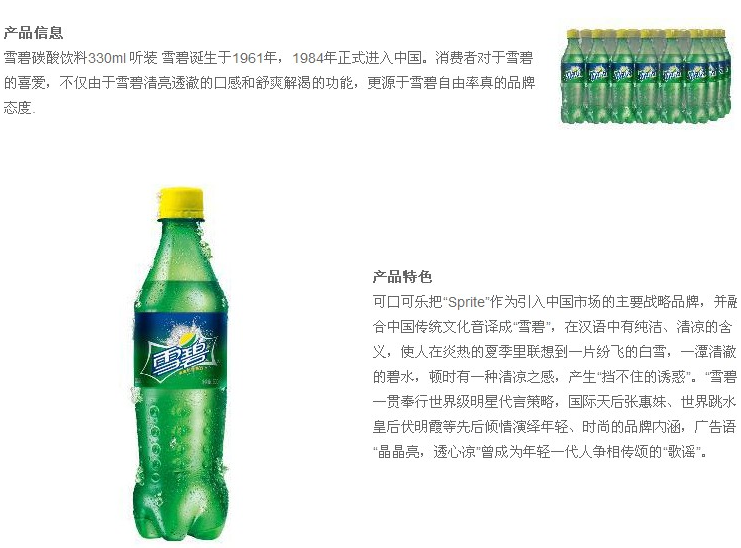 产品信息
雪碧碳酸饮料330ml 听装 雪碧诞生于1961年，1984年正式进入中国。消费者对于雪碧
的喜爱，不仅由于雪碧清亮透澈的口感和舒爽解渴的功能，更源于雪碧自由率真的品牌
态度.
Sprite
Sprite
Sprite
Sprite
雪碧
产品特色
可口可乐把“Sprite”作为引入中国市场的主要战略品牌，并融
合中国传统文化音译成“雪碧”，在汉语中有纯洁、清凉的含
义，使人在炎热的夏季里联想到一片纷飞的白雪，一潭清澈
的碧水，顿时有一种清凉之感，产生“挡不住的诱惑”。“雪碧
一贯奉行世界级明星代言策略，国际天后张惠妹、世界跳水
皇后伏明霞等先后倾情演绎年轻、时尚的品牌内涵，广告语
“晶晶亮，透心凉”曾成为年轻一代人争相传颂的“歌谣”。